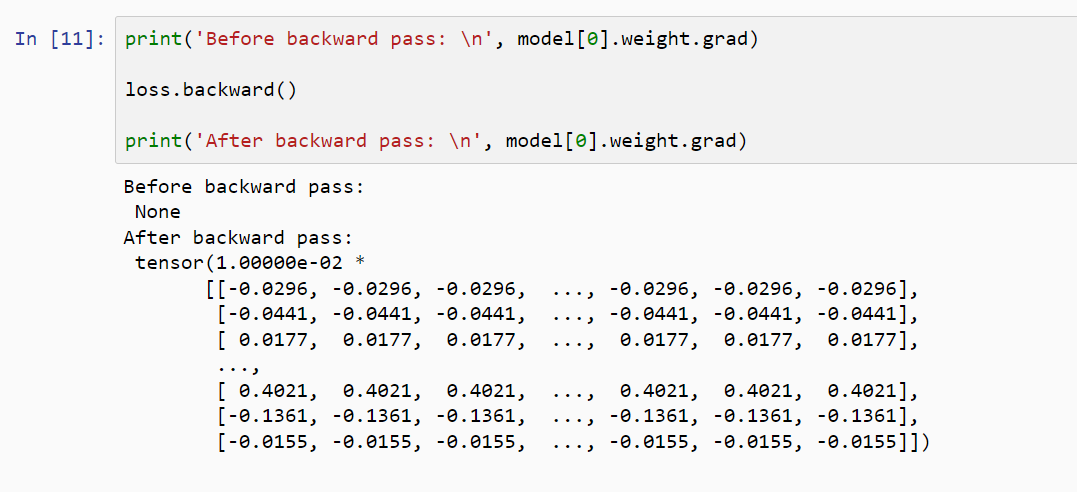 In [11]: print('Before backward pass: \n', model[0].weight.grad)
loss.backward()
print('After backward pass: \n', model[0].weight.grad)
Before backward pass:
None
After backward pass:
tensor(1.00000e-02 *
[[-0.0296, -0.0296, -0.0296, ..., -0.0296, -0.0296, -0.0296],
[-0.0441, -0.0441, -0.0441, ..., -0.0441, -0.0441, -0.0441],
[ 0.0177, 0.0177, 0.0177, ..., 0.0177, 0.0177, 0.0177],
...,
[ 0.4021, 0.4021, 0.4021, ..., 0.4021, 0.4021, 0.4021],
[-0.1361, -0.1361, -0.1361, ..., -0.1361, -0.1361, -0.1361],
[-0.0155, -0.0155, -0.0155, ..., -0.0155, -0.0155, -0.0155]])